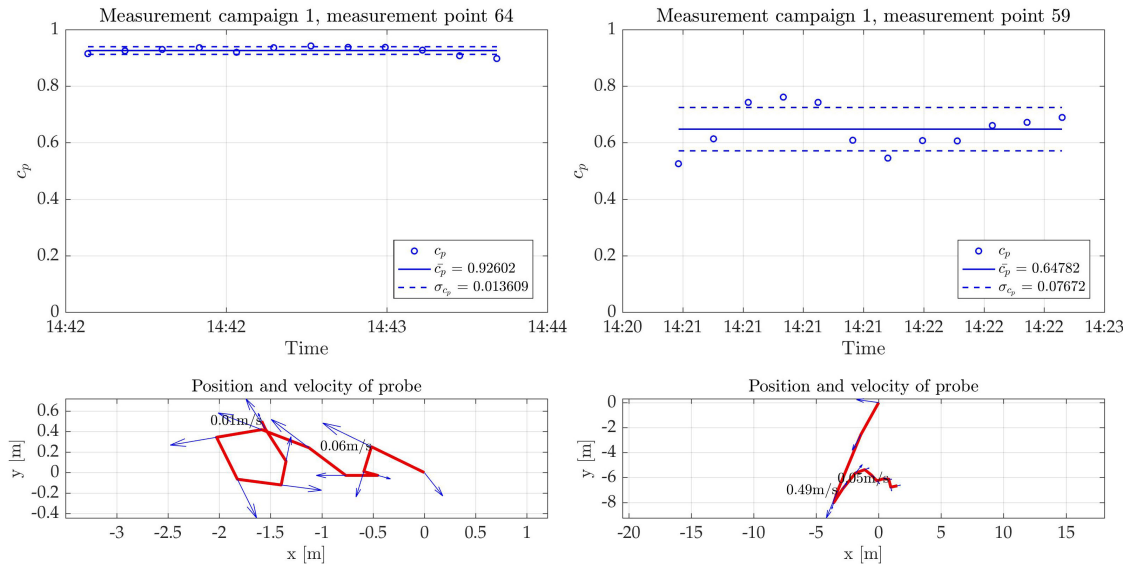 Measurement campaign 1, measurement point 64
1
0.8
0.6
0.4
0.2
0
c_p
c_p
c̄_p = 0.92602
σ_{c_p} = 0.013609
14:42 14:42 14:43 14:44
Time
Measurement campaign 1, measurement point 59
1
0.8
0.6
0.4
0.2
0
c_p
c_p
c̄_p = 0.64782
σ_{c_p} = 0.07672
14:20 14:21 14:21 14:21 14:21 14:22 14:22 14:22 14:23
Time
Position and velocity of probe
0.6
0.4
0.2
0
-0.2
-0.4
y [m]
0.01m/s
0.06m/s
-3 -2.5 -2 -1.5 -1 -0.5 0 0.5 1
x [m]
Position and velocity of probe
0
-2
-4
-6
-8
y [m]
0.05m/s
0.49m/s
-20 -15 -10 -5 0 5 10 15
x [m]